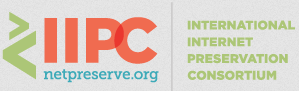 IIPC
netpreserve.org
INTERNATIONAL
INTERNET
PRESERVATION
CONSORTIUM